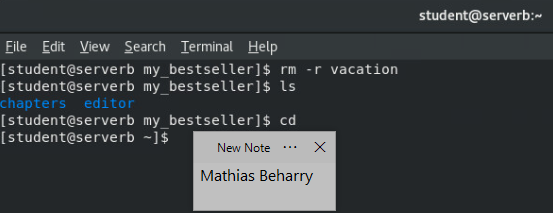 student@serverb:~
File Edit View Search Terminal Help
[student@serverb my_bestseller]$ rm -r vacation
[student@serverb my_bestseller]$ ls
chapters  editor
[student@serverb my_bestseller]$ cd
[student@serverb ~]$
New Note ··· ×
Mathias Beharry